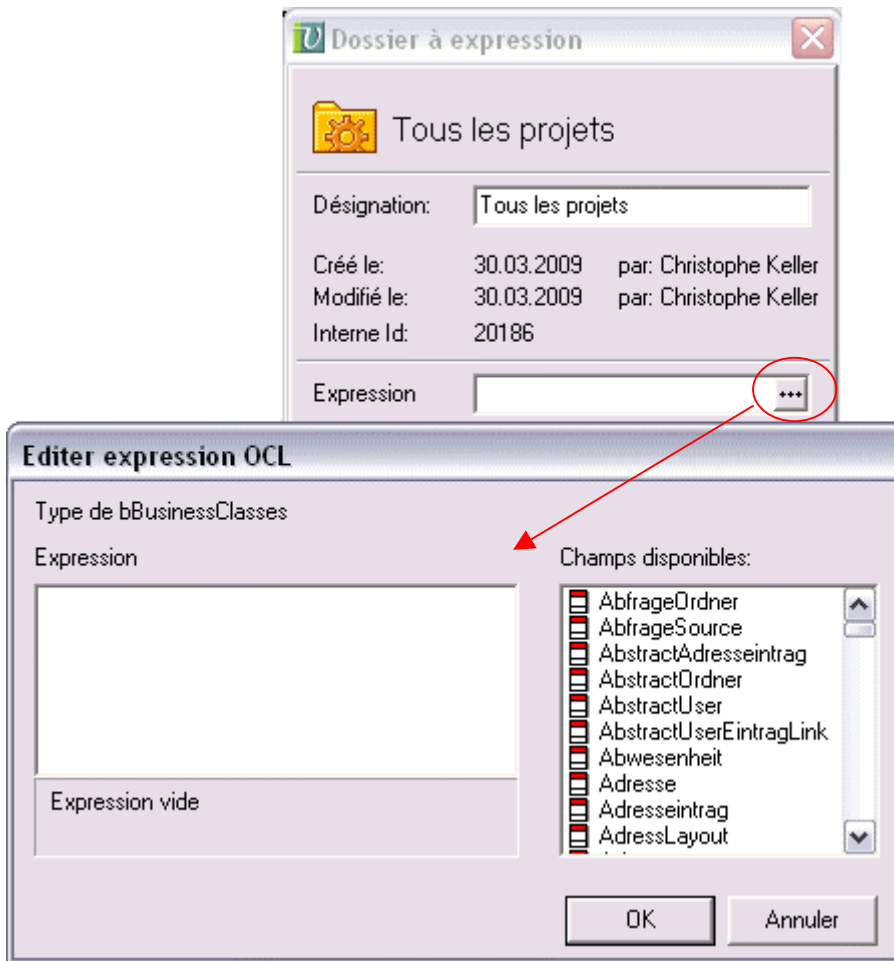 Dossier à expression
Tous les projets
Désignation: Tous les projets
Créé le: 30.03.2009 par: Christophe Keller
Modifié le: 30.03.2009 par: Christophe Keller
Interne Id: 20186
Expression ...
Editer expression OCL
Type de bBusinessClasses
Expression
Expression vide
Champs disponibles:
AbfrageOrdner
AbfrageSource
AbstractAdresseintrag
AbstractOrdner
AbstractUser
AbstractUserEintragLink
Abwesenheit
Adresse
Adresseintrag
AdressLayout
OK Annuler